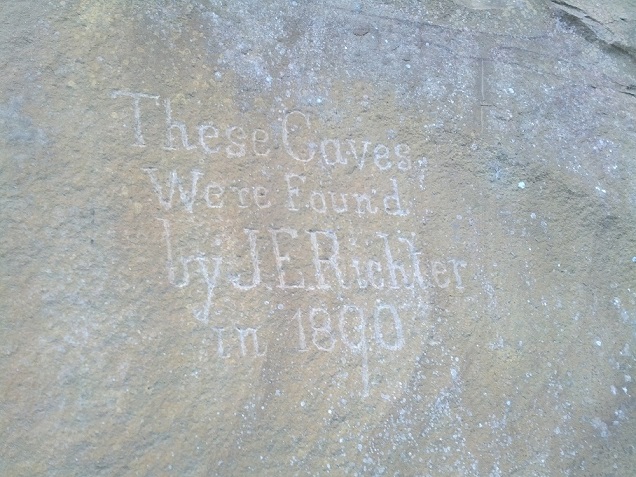 These Caves,
Were Found
by J.E Richter
in 1890